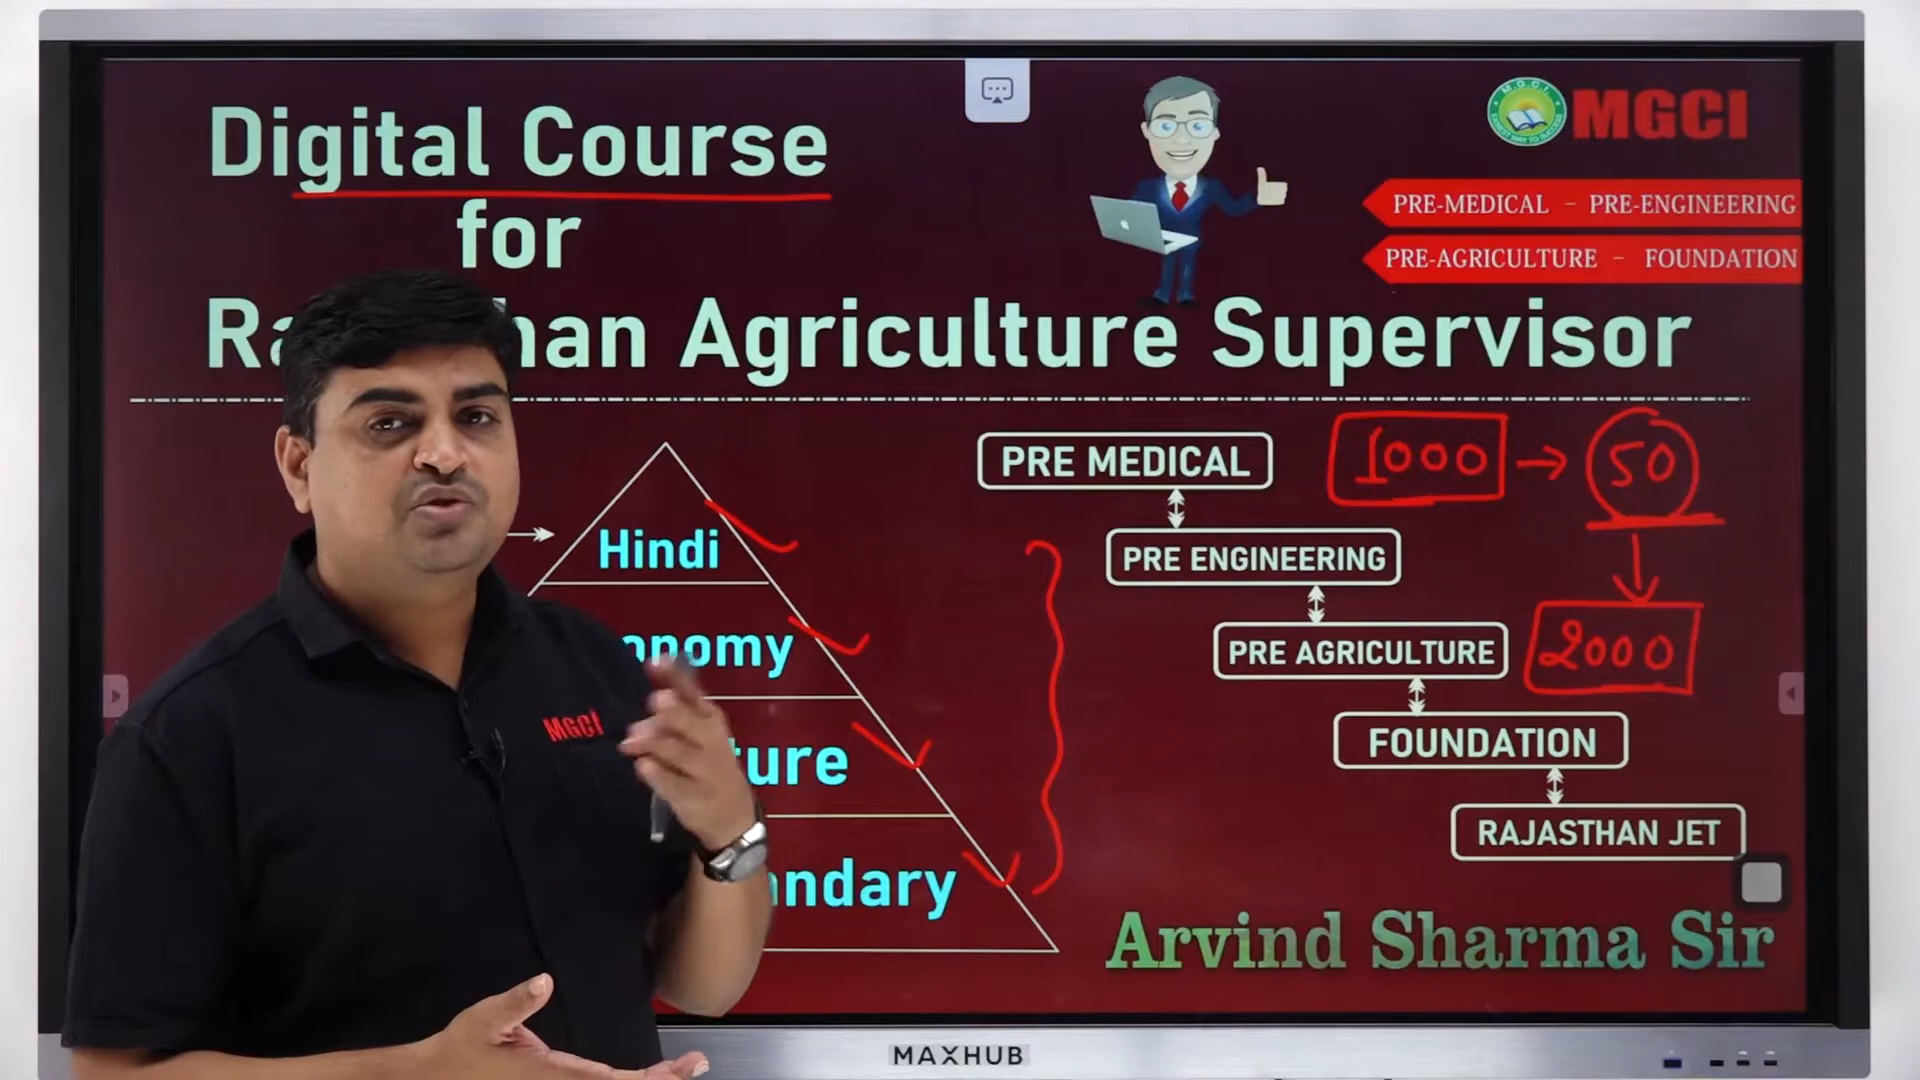 Digital Course
MGCI
for
PRE-MEDICAL - PRE-ENGINEERING
PRE-AGRICULTURE - FOUNDATION
Agriculture Supervisor
PRE MEDICAL
1000 → 50
Hindi
PRE ENGINEERING
PRE AGRICULTURE
2000
MGCI
FOUNDATION
RAJASTHAN JET
Arvind Sharma Sir
MAXHUB